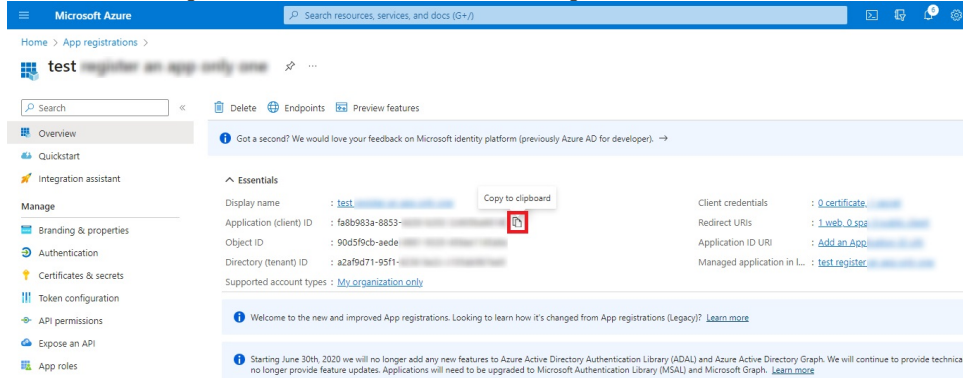 Microsoft Azure
Search resources, services, and docs (G+/)
6
Home > App registrations >
test
Search
«
Delete
Endpoints
Preview features
Overview
Got a second? We would love your feedback on Microsoft identity platform (previously Azure AD for developer). →
Quickstart
Integration assistant
Essentials
Manage
Display name : test
Copy to clipboard
Client credentials : 0 certificate,
Branding & properties
Application (client) ID : fa8b983a-8853-
Redirect URIs : 1 web, 0 spa
Authentication
Object ID : 90d5f9cb-aede
Application ID URI : Add an App
Certificates & secrets
Directory (tenant) ID : a2af9d71-95f1-
Managed application in l... : test register
Supported account types : My organization only
Token configuration
API permissions
Welcome to the new and improved App registrations. Looking to learn how it's changed from App registrations (Legacy)? Learn more
Expose an API
App roles
Starting June 30th, 2020 we will no longer add any new features to Azure Active Directory Authentication Library (ADAL) and Azure Active Directory Graph. We will continue to provide technica
no longer provide feature updates. Applications will need to be upgraded to Microsoft Authentication Library (MSAL) and Microsoft Graph. Learn more